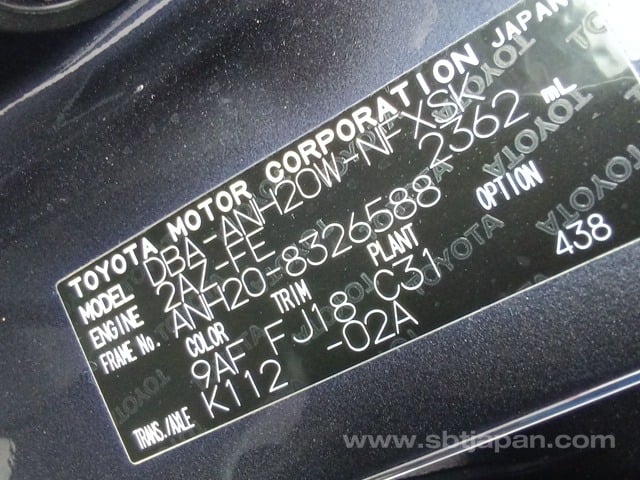 TOYOTA MOTOR CORPORATION JAPAN
MODEL DBA-ANH20W-NFXSK
ENGINE 2AZ-FE 2362 mL
FRAME No. ANH20-8326588
COLOR TRIM PLANT OPTION
9AF FJ18 C31 438
TRANS./AXLE K112 -02A
www.sbtjapan.com